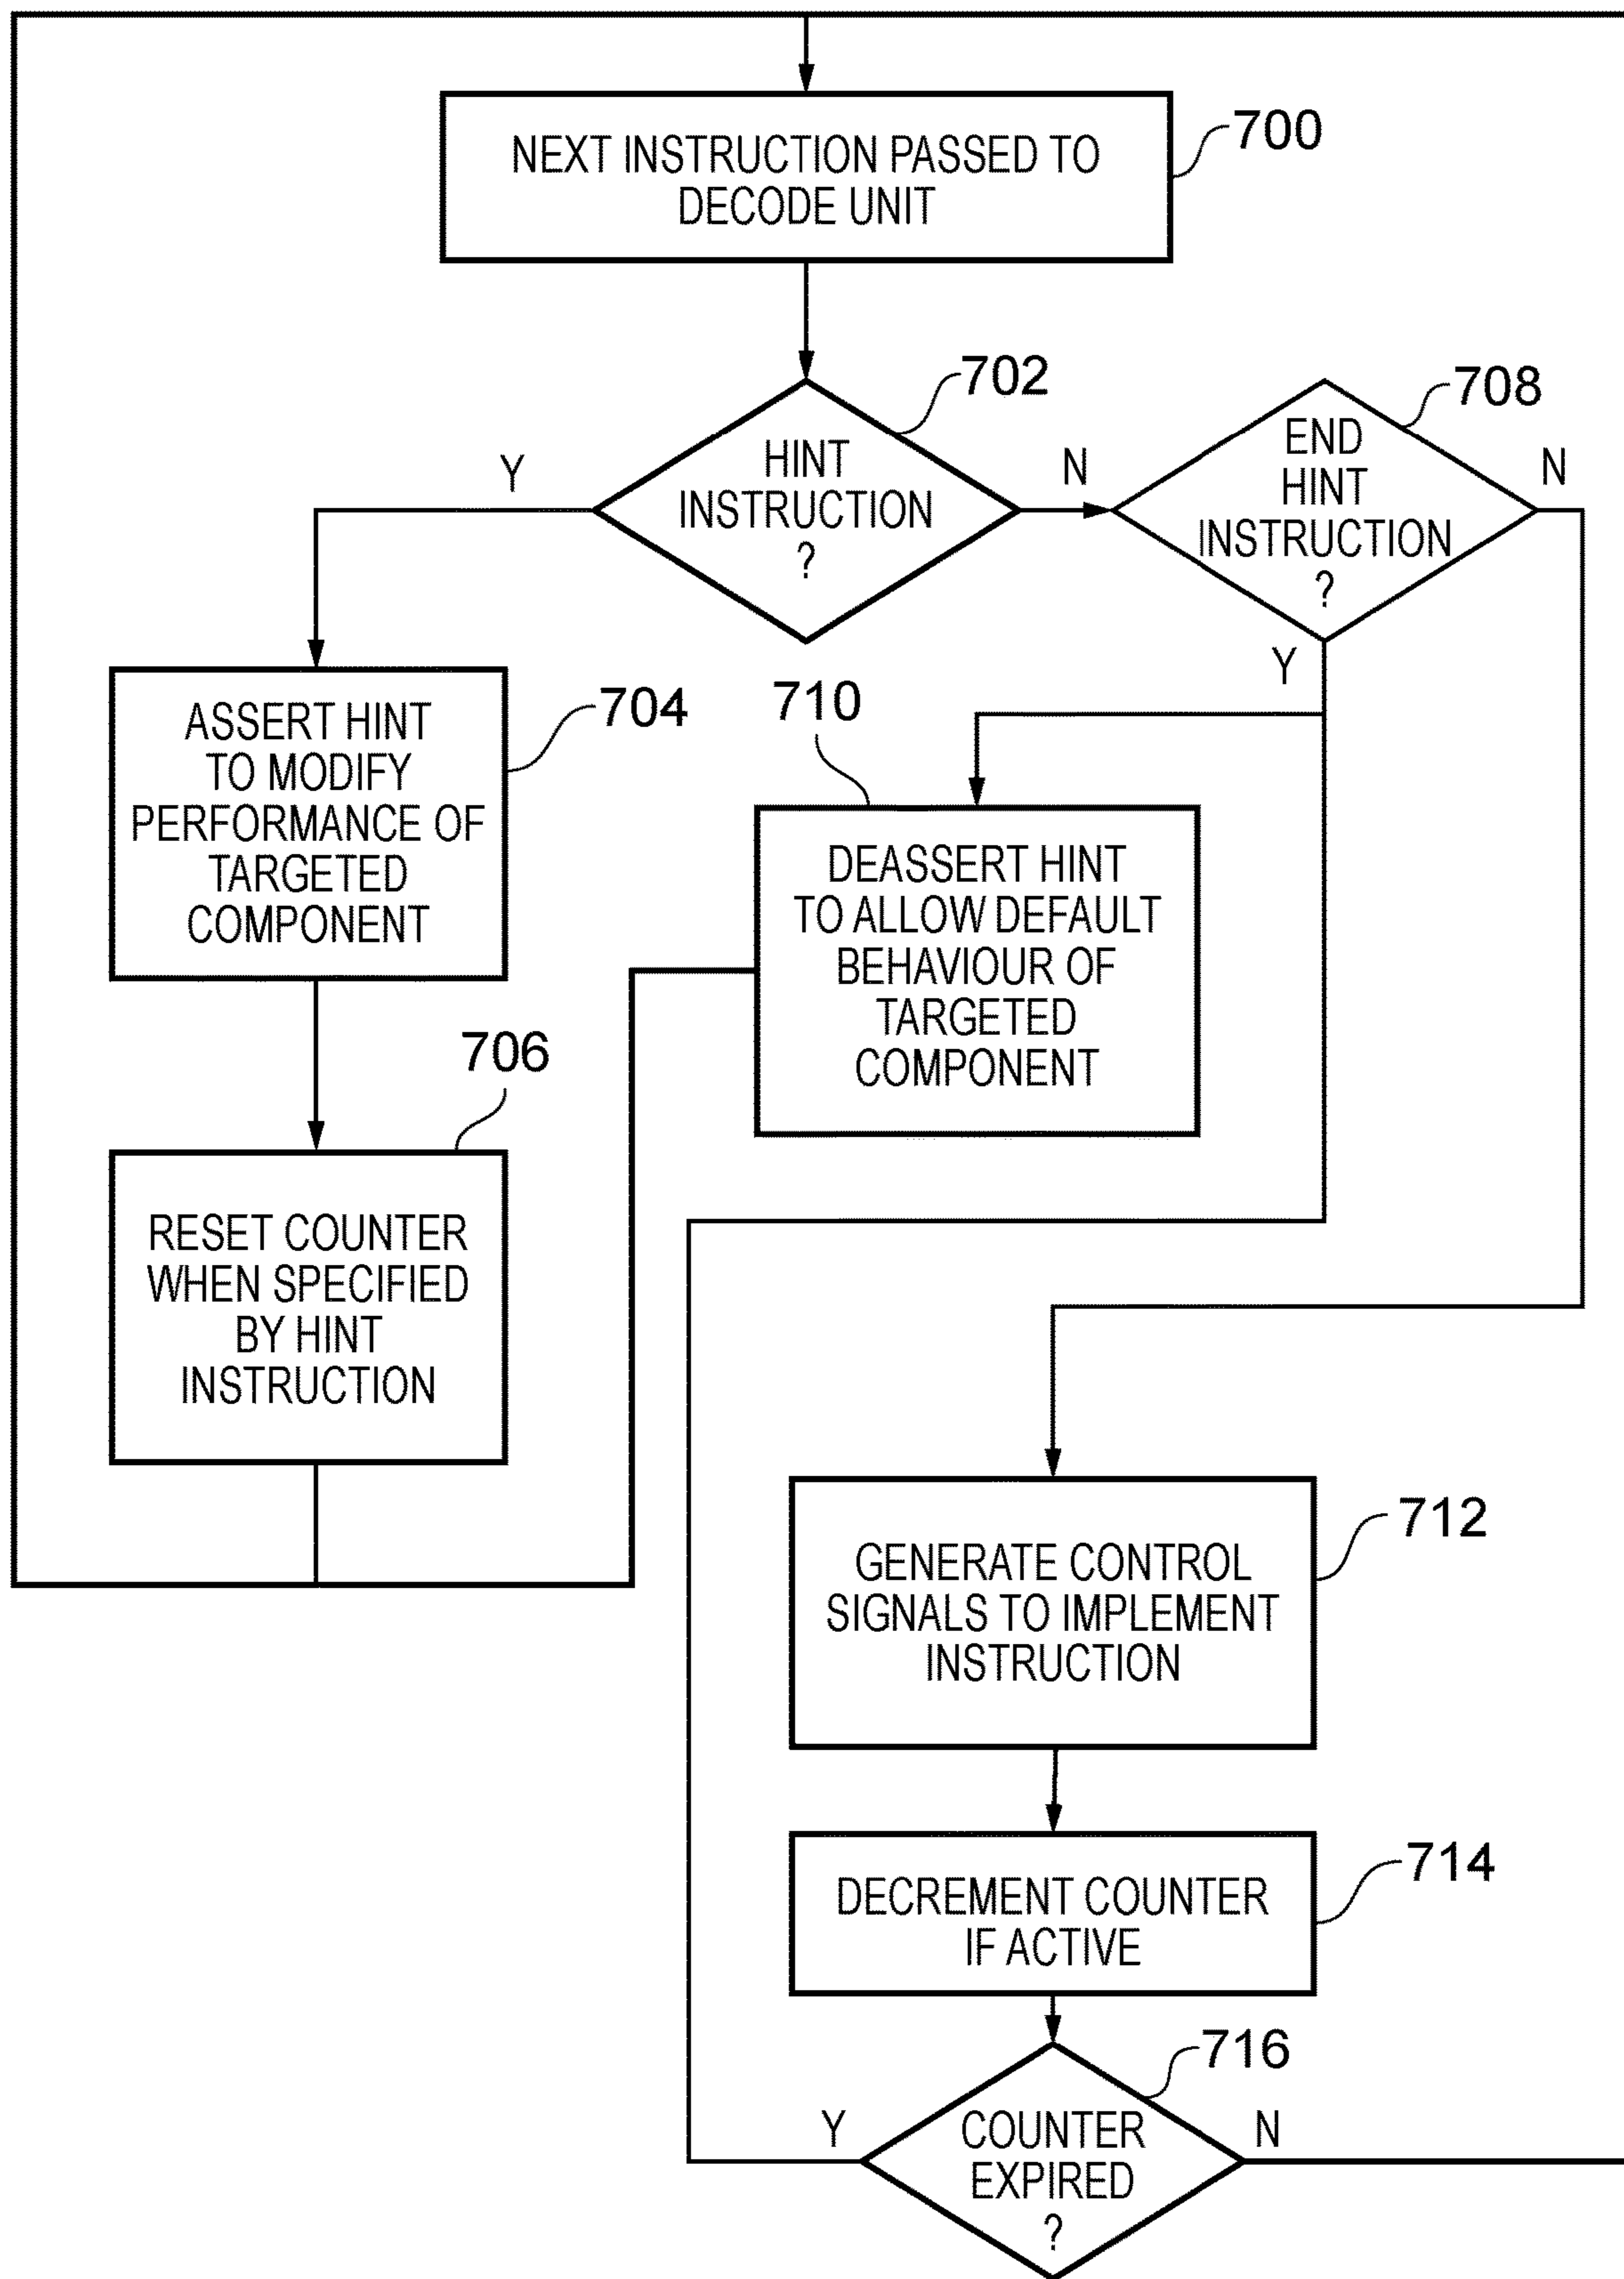 NEXT INSTRUCTION PASSED TO
DECODE UNIT
700
702
HINT
INSTRUCTION
?
Y
N
708
END
HINT
INSTRUCTION
?
N
Y
704
ASSERT HINT
TO MODIFY
PERFORMANCE OF
TARGETED
COMPONENT
710
DEASSERT HINT
TO ALLOW DEFAULT
BEHAVIOUR OF
TARGETED
COMPONENT
706
RESET COUNTER
WHEN SPECIFIED
BY HINT
INSTRUCTION
712
GENERATE CONTROL
SIGNALS TO IMPLEMENT
INSTRUCTION
714
DECREMENT COUNTER
IF ACTIVE
716
Y
COUNTER
EXPIRED
?
N